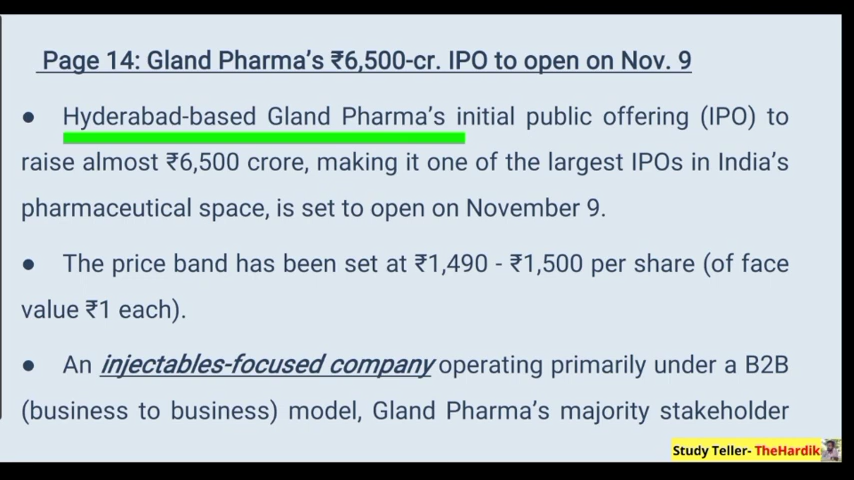 Page 14: Gland Pharma’s ₹6,500-cr. IPO to open on Nov. 9
● Hyderabad-based Gland Pharma’s initial public offering (IPO) to
raise almost ₹6,500 crore, making it one of the largest IPOs in India’s
pharmaceutical space, is set to open on November 9.
● The price band has been set at ₹1,490 - ₹1,500 per share (of face
value ₹1 each).
● An injectables-focused company operating primarily under a B2B
(business to business) model, Gland Pharma’s majority stakeholder
Study Teller- TheHardik